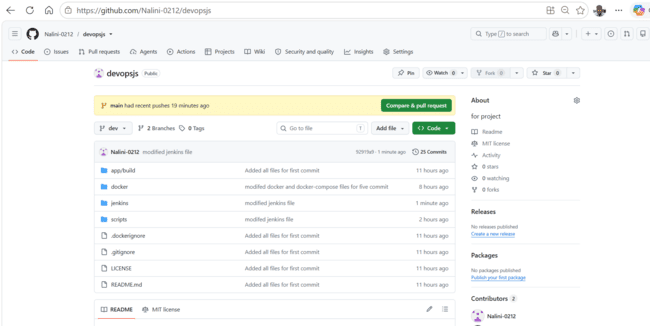 https://github.com/Nalini-0212/devopsjs
Nalini-0212 / devopsjs
Type / to search
Code Issues Pull requests Agents Actions Projects Wiki Security and quality Insights Settings
devopsjs Public
Pin Watch 0 Fork 0 Star 0
main had recent pushes 19 minutes ago
Compare & pull request
dev 2 Branches 0 Tags
Go to file t
Add file
Code
Nalini-0212 modified jenkins file
92919a9 · 1 minute ago 25 Commits
app/build Added all files for first commit 11 hours ago
docker modified docker and docker-compose files for five commit 8 hours ago
jenkins modified jenkins file 1 minute ago
scripts modified jenkins file 2 hours ago
.dockerignore Added all files for first commit 11 hours ago
.gitignore Added all files for first commit 11 hours ago
LICENSE Added all files for first commit 11 hours ago
README.md Added all files for first commit 11 hours ago
README MIT license
About
for project
Readme
MIT license
Activity
0 stars
0 watching
0 forks
Releases
No releases published
Create a new release
Packages
No packages published
Publish your first package
Contributors 2
Nalini-0212